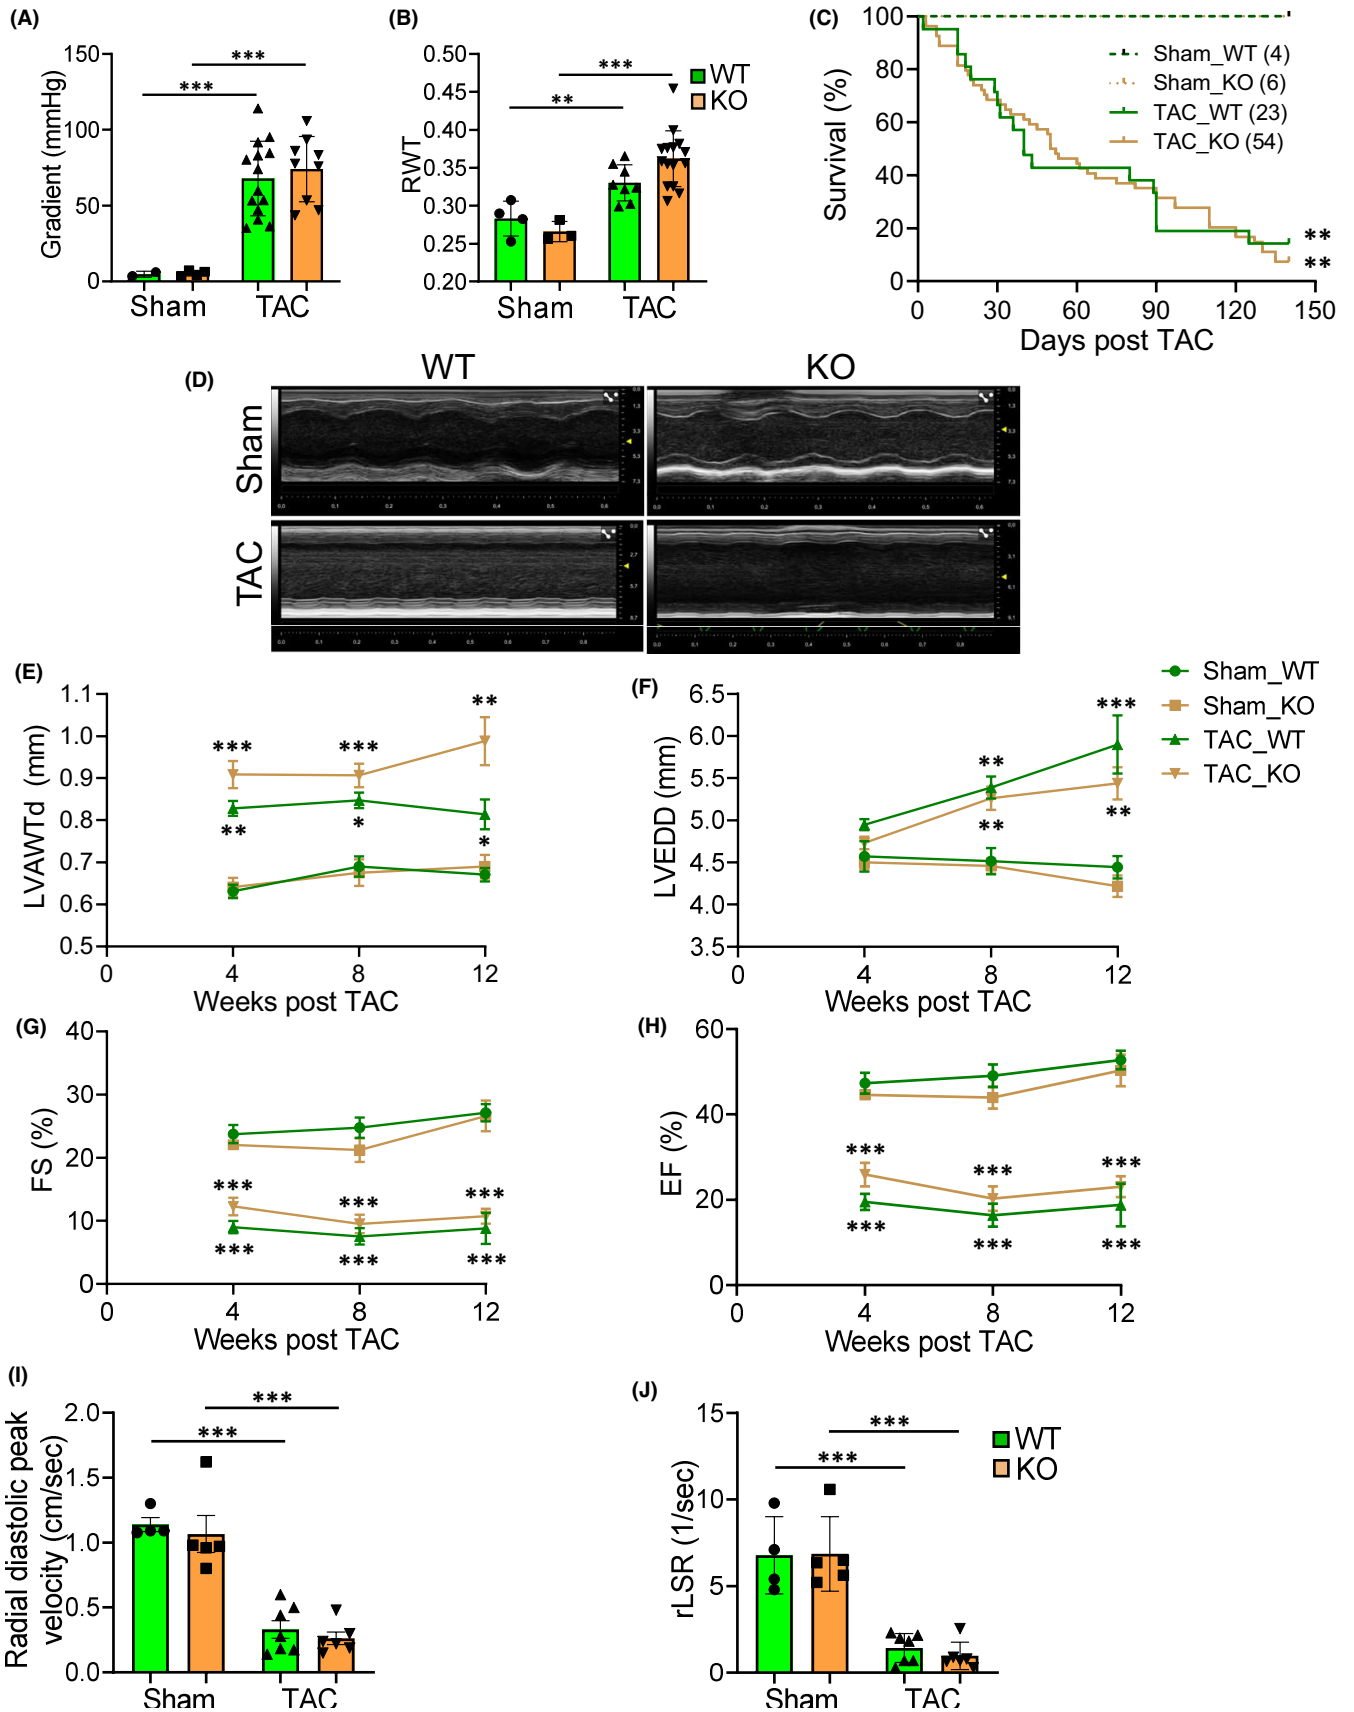 (A)
150
100
50
0
Gradient (mmHg)
***
***
Sham
TAC
(B)
0.50
0.45
0.40
0.35
0.30
0.25
0.20
RWT
**
***
Sham
TAC
WT
KO
(C)
100
80
60
40
20
0
Survival (%)
Sham_WT (4)
Sham_KO (6)
TAC_WT (23)
TAC_KO (54)
**
**
0
30
60
90
120
150
Days post TAC
(D)
WT
KO
Sham
TAC
(E)
1.1
1.0
0.9
0.8
0.7
0.6
0.5
LVAWTd (mm)
***
***
**
**
*
*
0
4
8
12
Weeks post TAC
(F)
6.5
6.0
5.5
5.0
4.5
4.0
3.5
LVEDD (mm)
**
***
**
**
0
4
8
12
Weeks post TAC
Sham_WT
Sham_KO
TAC_WT
TAC_KO
(G)
40
30
20
10
0
FS (%)
***
***
***
***
***
***
0
4
8
12
Weeks post TAC
(H)
60
40
20
0
EF (%)
***
***
***
***
***
***
0
4
8
12
Weeks post TAC
(I)
2.0
1.5
1.0
0.5
0.0
Radial diastolic peak
velocity (cm/sec)
***
***
Sham
TAC
(J)
15
10
5
0
rLSR (1/sec)
***
***
Sham
TAC
WT
KO